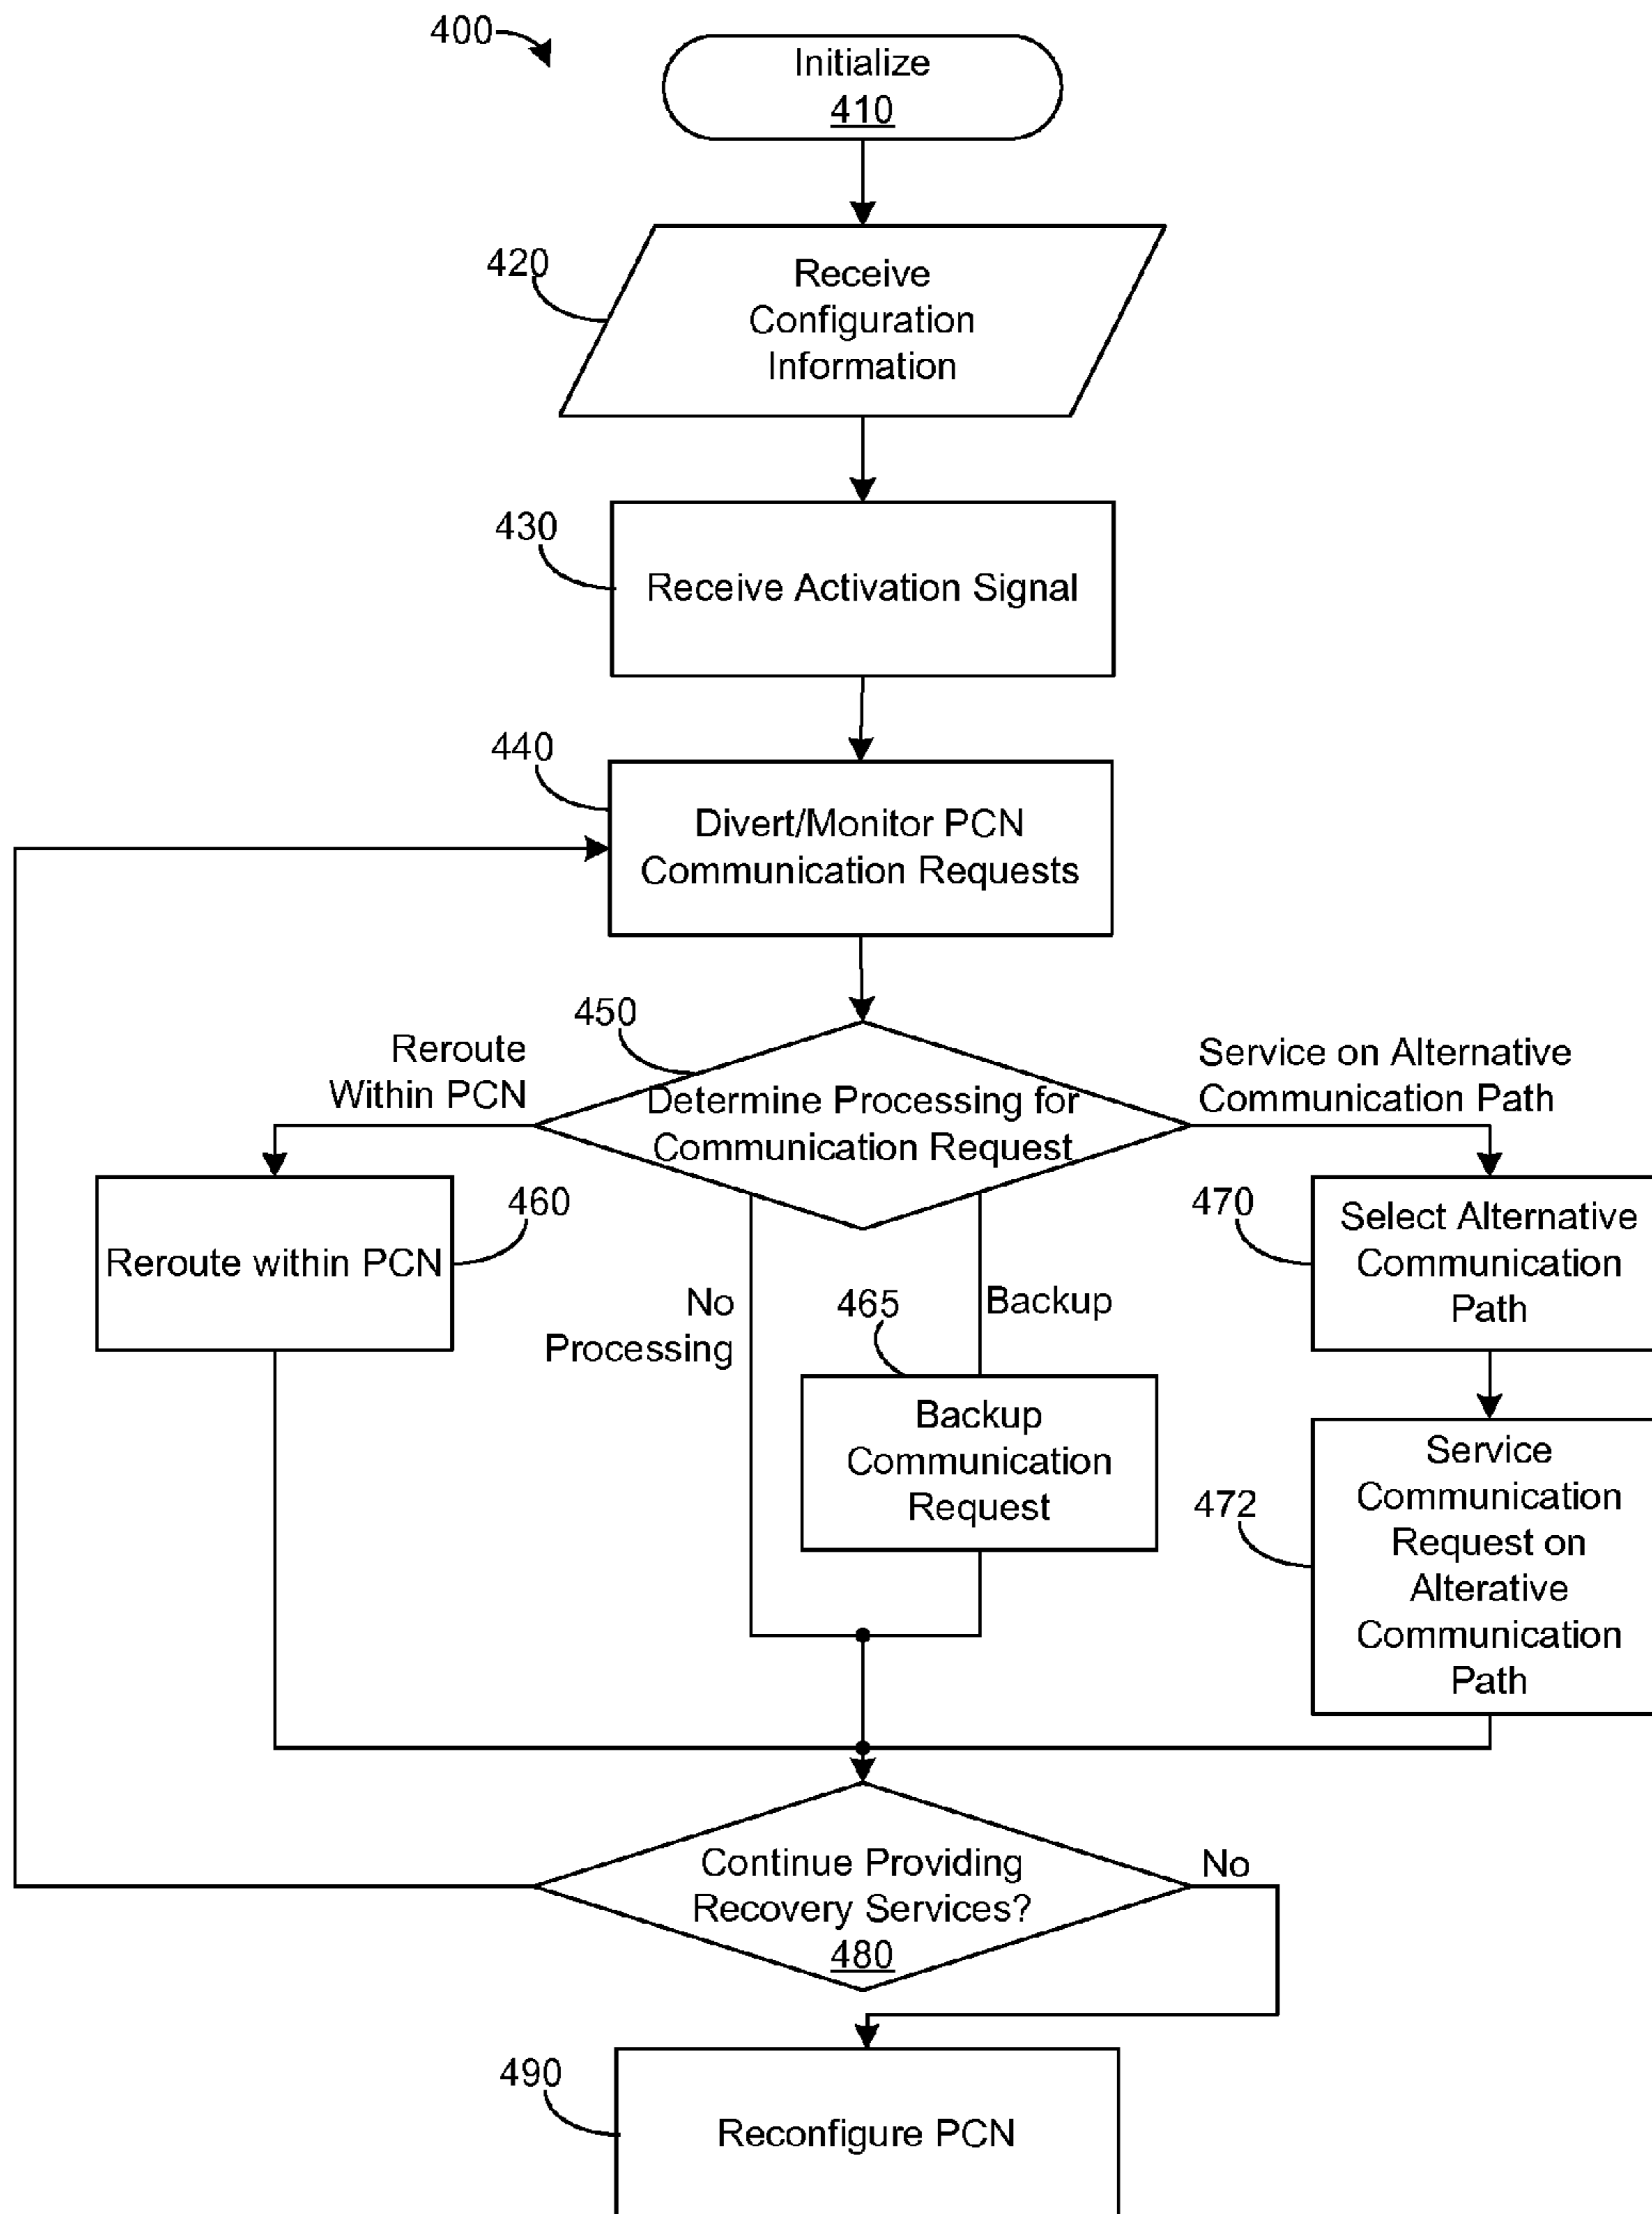 400
Initialize
410
420
Receive
Configuration
Information
430
Receive Activation Signal
440
Divert/Monitor PCN
Communication Requests
450
Reroute
Within PCN
Service on Alternative
Communication Path
Determine Processing for
Communication Request
460
Reroute within PCN
470
Select Alternative
Communication
Path
No
Processing
465
Backup
Backup
Communication
Request
472
Service
Communication
Request on
Alterative
Communication
Path
Continue Providing
Recovery Services?
480
No
490
Reconfigure PCN